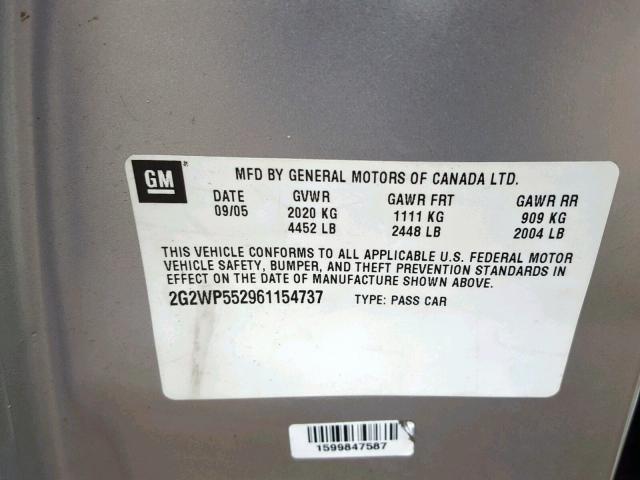 GM
MFD BY GENERAL MOTORS OF CANADA LTD.
DATE GVWR GAWR FRT GAWR RR
09/05 2020 KG 1111 KG 909 KG
4452 LB 2448 LB 2004 LB
THIS VEHICLE CONFORMS TO ALL APPLICABLE U.S. FEDERAL MOTOR
VEHICLE SAFETY, BUMPER, AND THEFT PREVENTION STANDARDS IN
EFFECT ON THE DATE OF MANUFACTURE SHOWN ABOVE.
2G2WP552961154737 TYPE: PASS CAR
1599847587